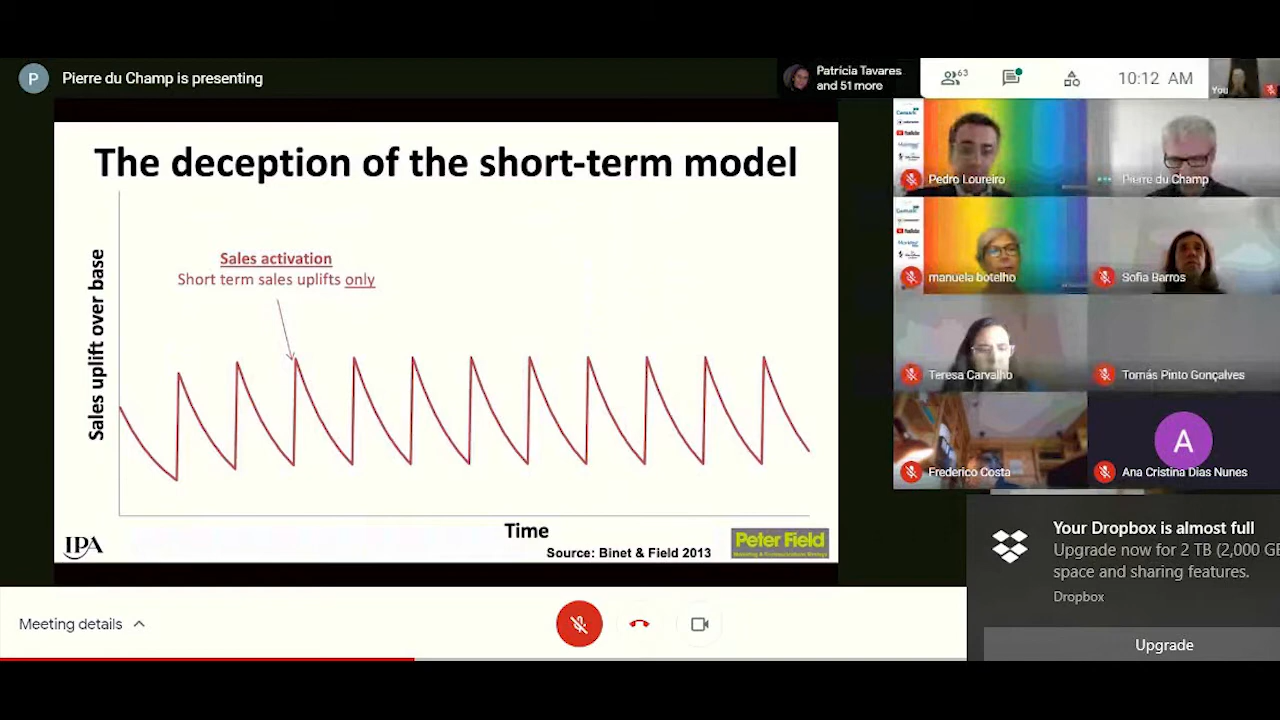 P
Pierre du Champ is presenting
Patrícia Tavares
and 51 more
63
10:12 AM
You
The deception of the short-term model
Sales uplift over base
Sales activation
Short term sales uplifts only
Time
IPA
Peter Field
Source: Binet & Field 2013
Pedro Loureiro
Pierre du Champ
manuela botelho
Sofia Barros
Teresa Carvalho
Tomás Pinto Gonçalves
Frederico Costa
A
Ana Cristina Dias Nunes
YouTube
YouTube
Your Dropbox is almost full
Upgrade now for 2 TB (2,000 GE
space and sharing features.
Dropbox
Upgrade
Meeting details